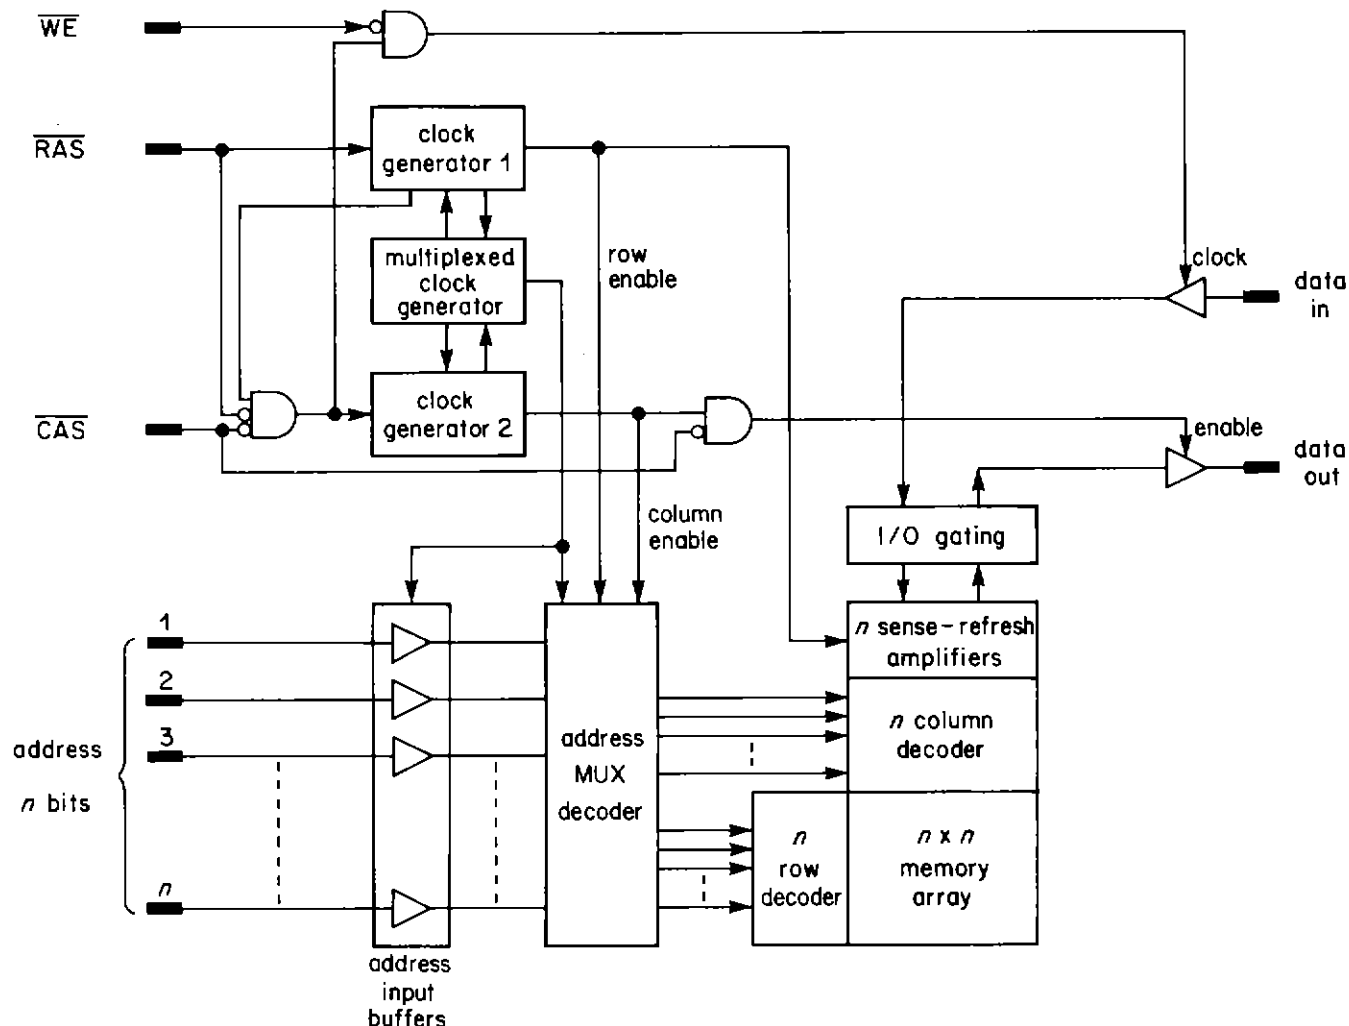 WE
RAS
clock
generator 1
multiplexed
clock
generator
row
enable
clock
data
in
CAS
clock
generator 2
enable
data
out
column
enable
I/O gating
1
2
3
n
address
n bits
n sense-refresh
amplifiers
n column
decoder
address
MUX
decoder
n
row
decoder
n x n
memory
array
address
input
buffers